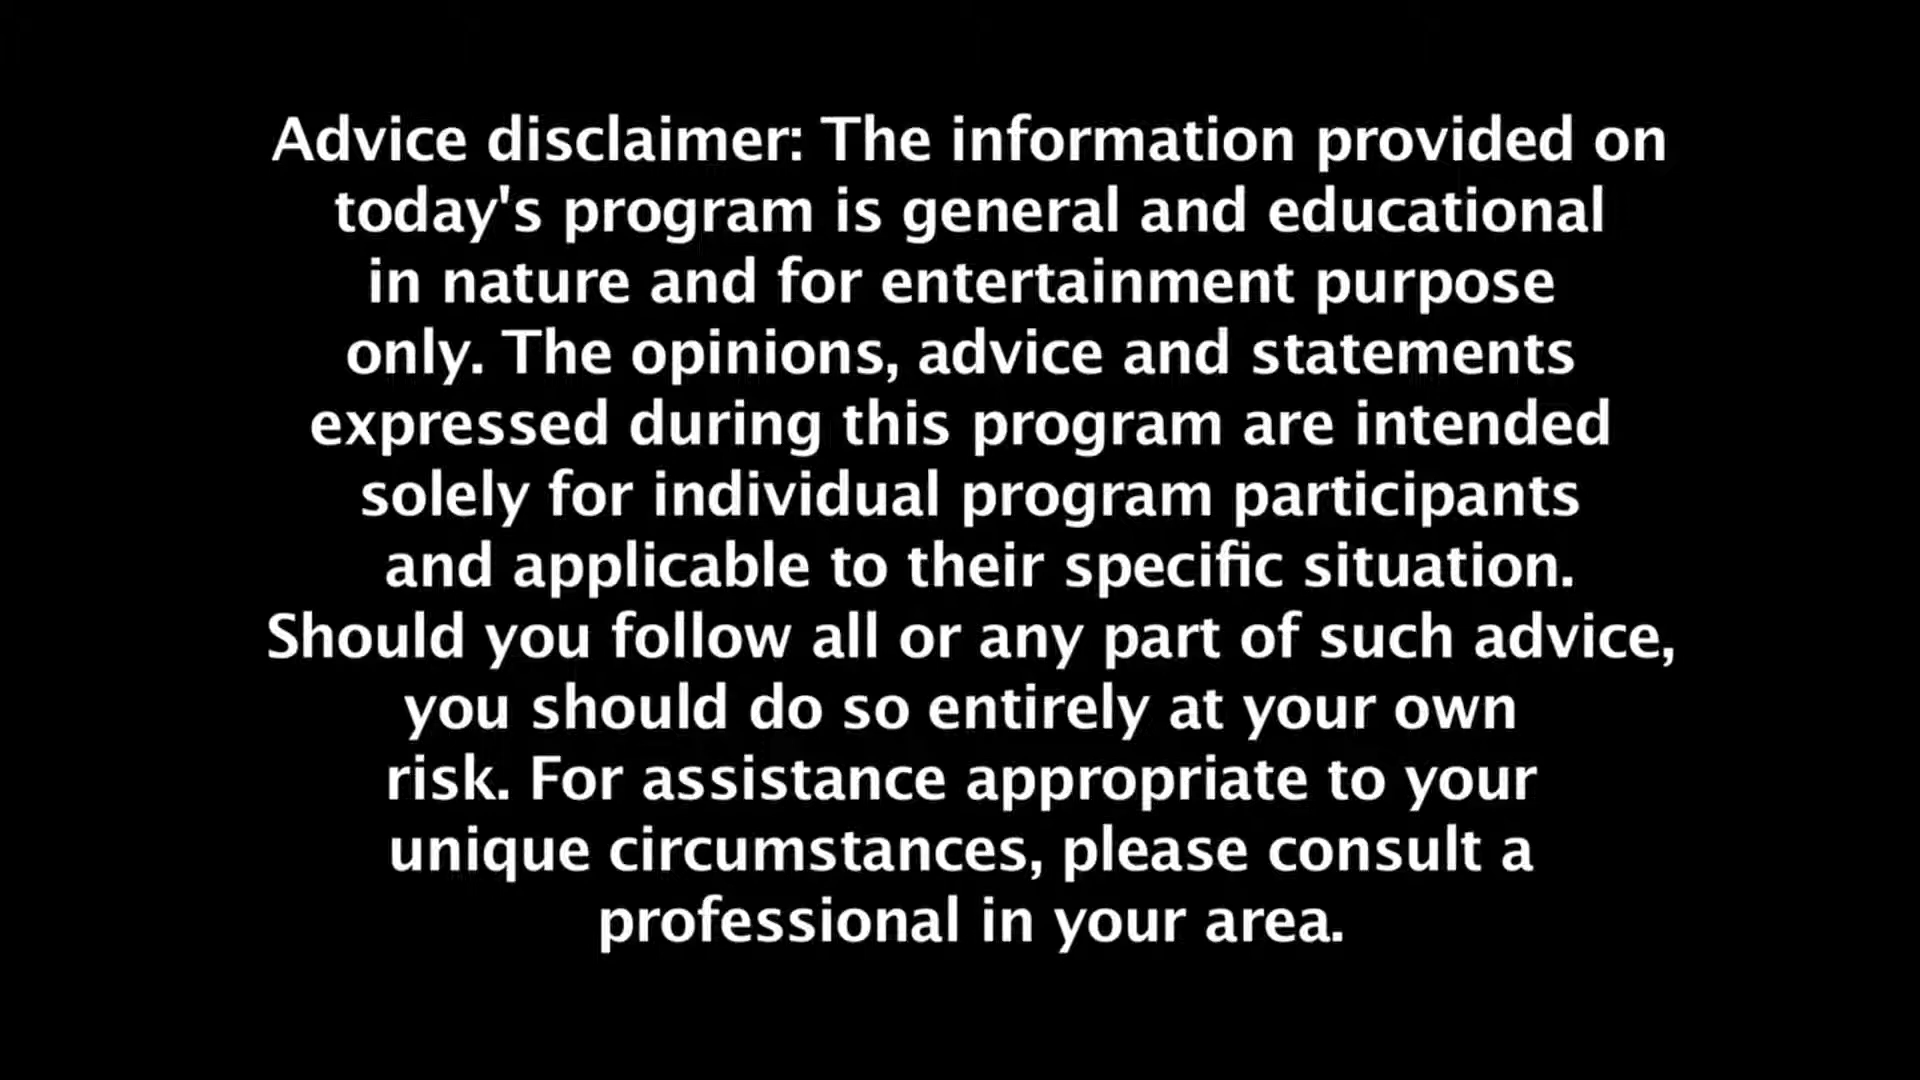 Advice disclaimer: The information provided on
today's program is general and educational
in nature and for entertainment purpose
only. The opinions, advice and statements
expressed during this program are intended
solely for individual program participants
and applicable to their specific situation.
Should you follow all or any part of such advice,
you should do so entirely at your own
risk. For assistance appropriate to your
unique circumstances, please consult a
professional in your area.